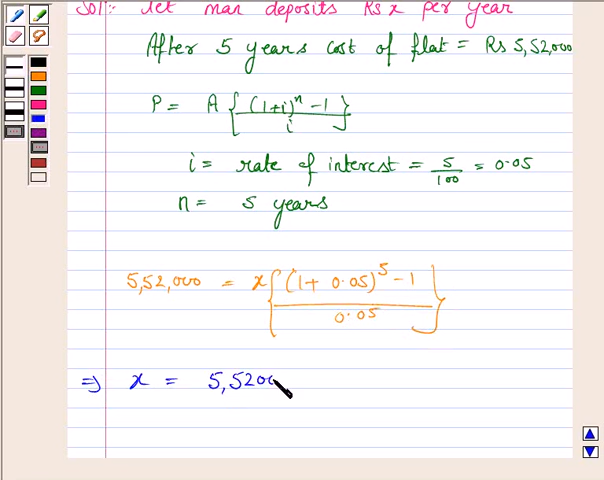 Solⁿ:- let man deposits Rs x per year
After 5 years cost of flat = Rs 5,52,000
P = A { (1+i)ⁿ - 1 / i }
i = rate of interest = 5/100 = 0.05
n = 5 years
5,52,000 = x { (1 + 0.05)⁵ - 1 / 0.05 }
⇒ x = 5,5200